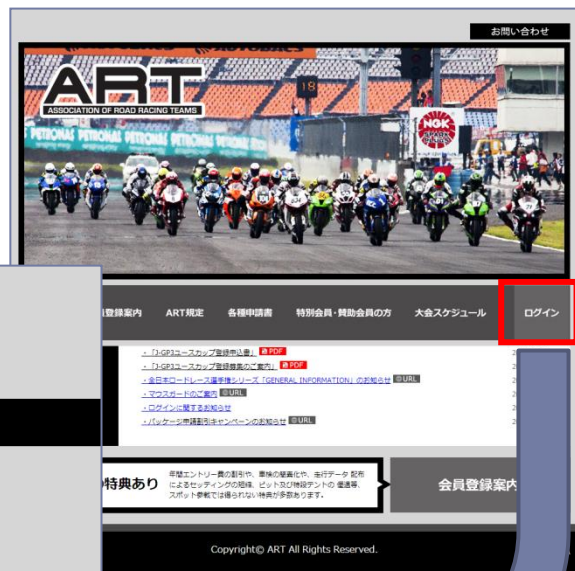 お問い合わせ
ART
ASSOCIATION OF ROAD RACING TEAMS
18
PETRONAS PETRONAS PETRONAS PETRONAS PETRONAS
NGK
SPARK PLUGS
登録案内 ART規定 各種申請書 特別会員・賛助会員の方 大会スケジュール ログイン
・「J-GP3ユースカップ登録申込書」 PDF
・「J-GP3ユースカップ登録募集のご案内」 PDF
・全日本ロードレース選手権シリーズ「GENERAL INFORMATION」のお知らせ URL
・マウスガードのご案内 URL
・ログインに関するお知らせ
・パッケージ申請割引キャンペーンのお知らせ URL
特典あり
年間エントリー費の割引や、車検の簡素化や、走行データ 配布
によるセッティングの短縮、ピット及び特設テントの 優遇等、
スポット参戦では得られない特典が多数あります。
会員登録案内
Copyright© ART All Rights Reserved.